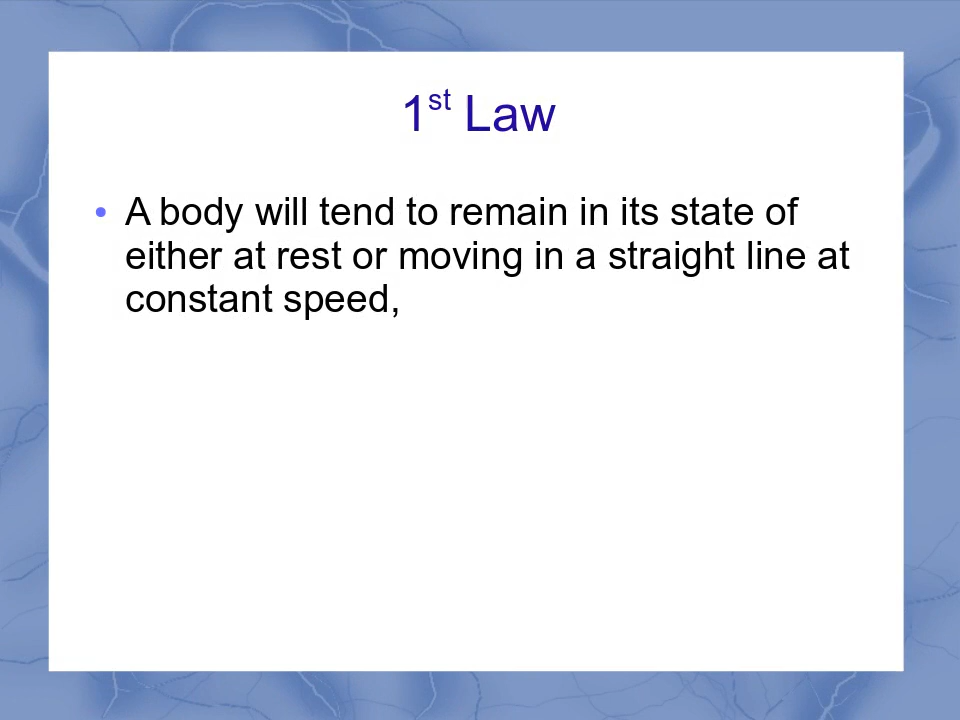 1st Law
• A body will tend to remain in its state of
either at rest or moving in a straight line at
constant speed,